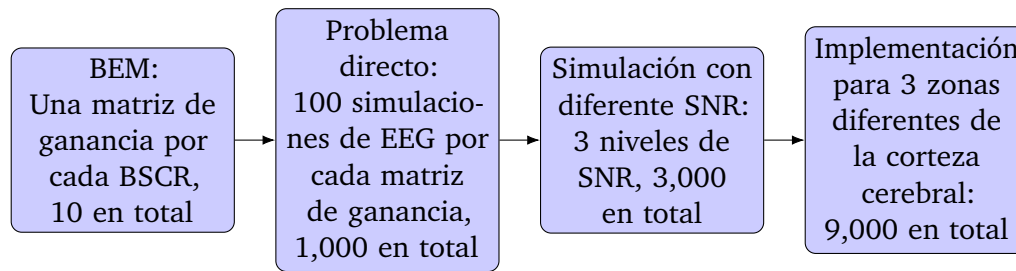 BEM:
Una matriz de
ganancia por
cada BSCR,
10 en total
Problema
directo:
100 simulacio-
nes de EEG por
cada matriz
de ganancia,
1,000 en total
Simulación con
diferente SNR:
3 niveles de
SNR, 3,000
en total
Implementación
para 3 zonas
diferentes de
la corteza
cerebral:
9,000 en total